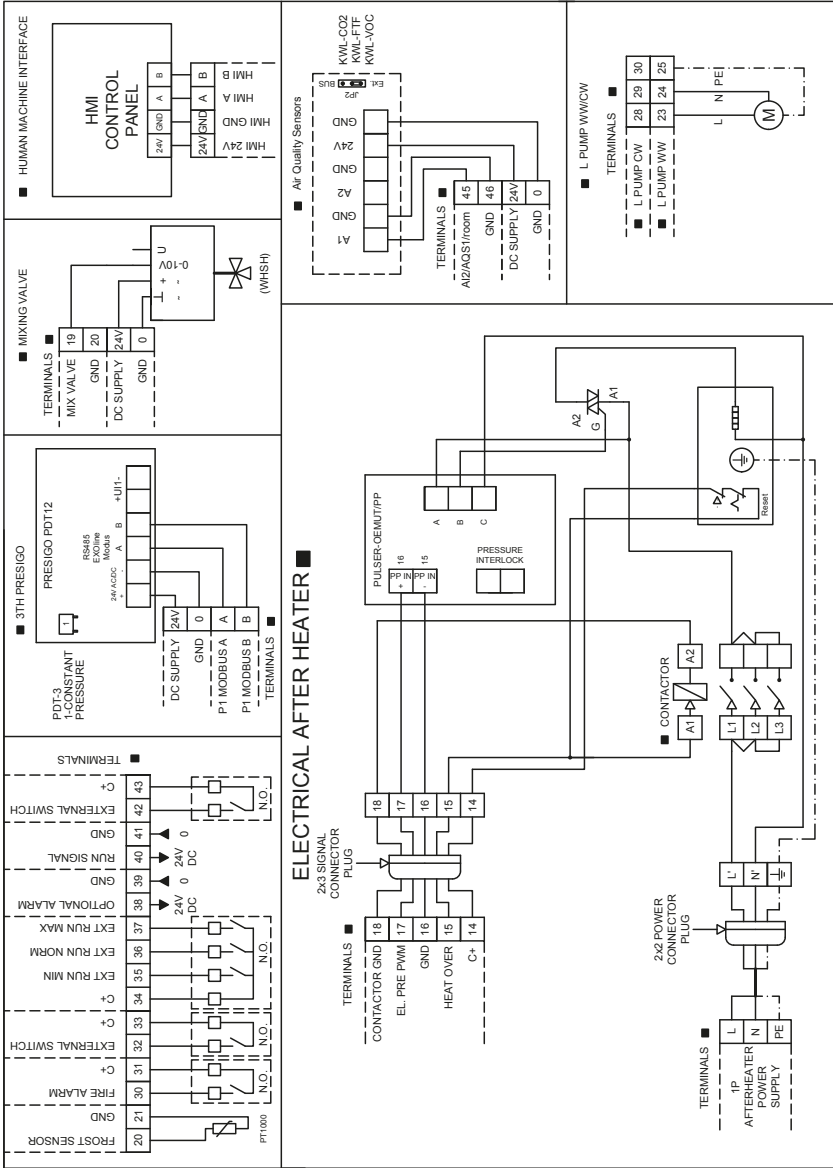 TERMINALS
20 FROST SENSOR
21 GND
PT1000
30 FIRE ALARM
31 C+
N.O.
32 EXTERNAL SWITCH
33 C+
N.O.
34 C+
35 EXT RUN MIN
36 EXT RUN NORM
37 EXT RUN MAX
N.O.
38 OPTIONAL ALARM
24V DC
39 GND
0
40 RUN SIGNAL
24V DC
41 GND
0
42 EXTERNAL SWITCH
43 C+
N.O.
3TH PRESIGO
PDT-3
1-CONSTANT
PRESSURE
1
PRESIGO PDT12
RS485
EXOline
Modus
24V AC/DC
+ - A B +UI1-
DC SUPPLY 24V
GND 0
P1 MODBUS A A
P1 MODBUS B B
TERMINALS
MIXING VALVE
TERMINALS
MIX VALVE 19
GND 20
DC SUPPLY 24V
GND 0
U
0-10V
+ -
⊥ -
(WHSH)
HUMAN MACHINE INTERFACE
HMI
CONTROL
PANEL
24V GND A B
24V GND A B
HMI 24V
HMI GND
HMI A
HMI B
ELECTRICAL AFTER HEATER
TERMINALS
CONTACTOR GND 18
EL. PRE PWM 17
GND 16
HEAT OVER 15
C+ 14
2x3 SIGNAL
CONNECTOR
PLUG
18
17
16
15
14
PULSER-OEMUT/PP
PP IN + 16
PP IN - 15
PRESSURE
INTERLOCK
A
B
C
A2
G
A1
Reset
CONTACTOR
A1 A2
L1
L2
L3
TERMINALS
1P
AFTERHEATER
POWER
SUPPLY
L
N
PE
2x2 POWER
CONNECTOR
PLUG
L'
N'
Air Quality Sensors
KWL-CO2
KWL-FTF
KWL-VOC
BUS JP2 Ext.
A1
GND
A2
GND
24V
GND
TERMINALS
AI2/AQS1/room 45
GND 46
DC SUPPLY 24V
GND 0
L PUMP WW/CW
TERMINALS
L PUMP CW 28 29 30
L PUMP WW 23 24 25
L N PE
M